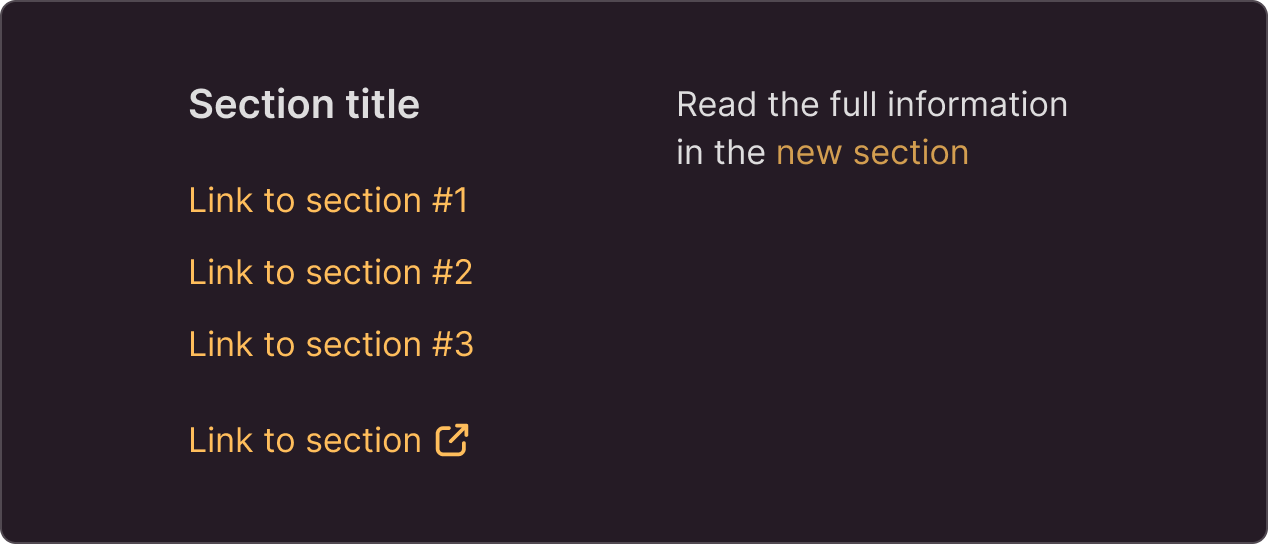 Section title
Link to section #1
Link to section #2
Link to section #3
Link to section
Read the full information
in the new section